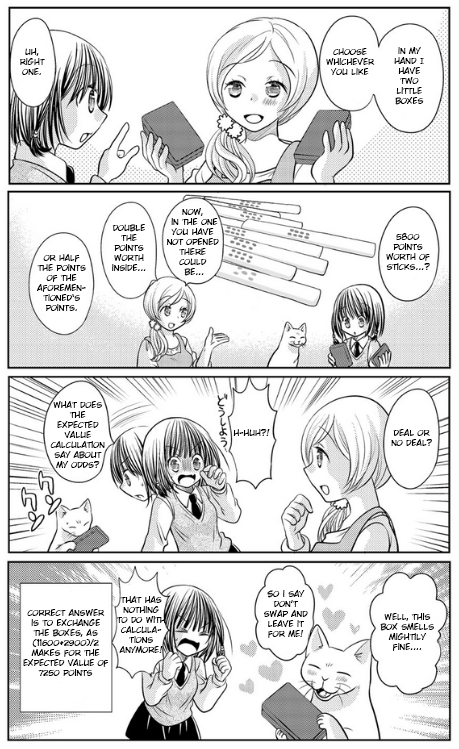 IN MY
HAND I
HAVE
TWO
LITTLE
BOXES
CHOOSE
WHICHEVER
YOU LIKE
UH,
RIGHT
ONE.
5800
POINTS
WORTH OF
STICKS...?
NOW,
IN THE ONE
YOU HAVE
NOT OPENED
THERE
COULD
BE...
DOUBLE
THE
POINTS
WORTH
INSIDE...
OR HALF
THE POINTS
OF THE
AFOREMEN-
TIONED'S
POINTS.
DEAL OR
NO DEAL?
H-HUH?!
どうしよう
WHAT DOES
THE
EXPECTED
VALUE
CALCULATION
SAY ABOUT
MY ODDS?
WELL, THIS
BOX SMELLS
MIGHTILY
FINE....
SO I SAY
DON'T
SWAP AND
LEAVE IT
FOR ME!
THAT HAS
NOTHING
TO DO WITH
CALCULA-
TIONS
ANYMORE!
CORRECT ANSWER
IS TO EXCHANGE
THE BOXES, AS
(11600+2900)/2
MAKES FOR THE
EXPECTED VALUE OF
7250 POINTS